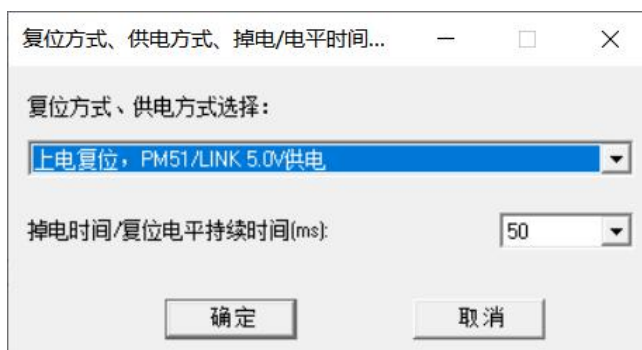 复位方式、供电方式、掉电/电平时间...
复位方式、供电方式选择：
上电复位，PM51/LINK 5.0V供电
掉电时间/复位电平持续时间(ms): 50
确定 取消